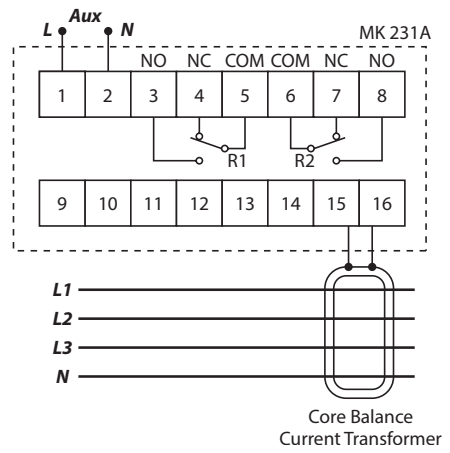 Aux
L N
MK 231A
NO NC COM COM NC NO
1 2 3 4 5 6 7 8
R1 R2
9 10 11 12 13 14 15 16
L1
L2
L3
N
Core Balance
Current Transformer